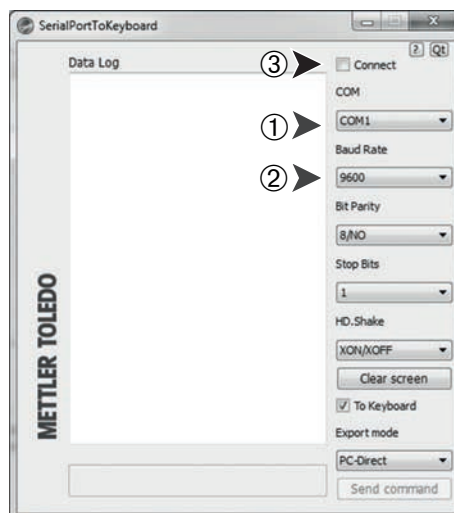 SerialPortToKeyboard
? Qt
Data Log
③ Connect
COM
① COM1
Baud Rate
② 9600
Bit Parity
8/NO
Stop Bits
1
HD.Shake
XON/XOFF
Clear screen
To Keyboard
Export mode
PC-Direct
Send command
METTLER TOLEDO